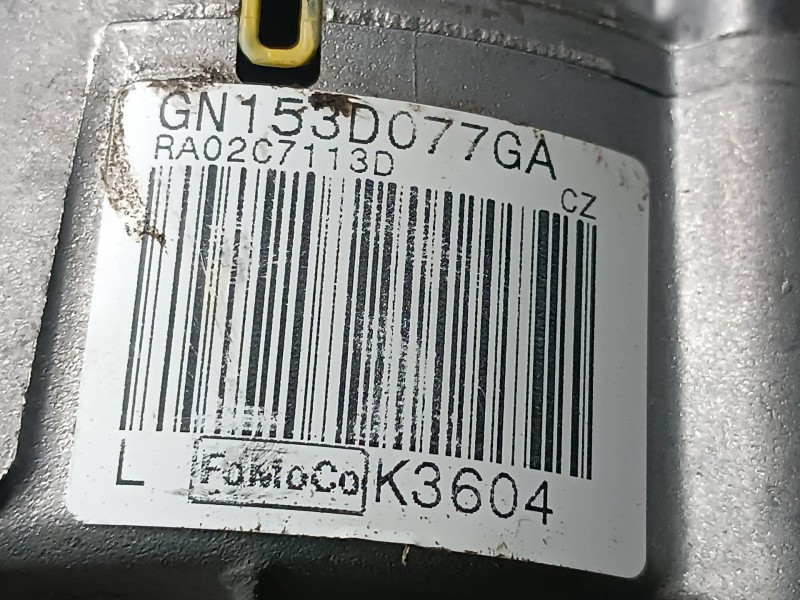 GN153D077GA
RA02C7113D
CZ
L FoMoCo K3604